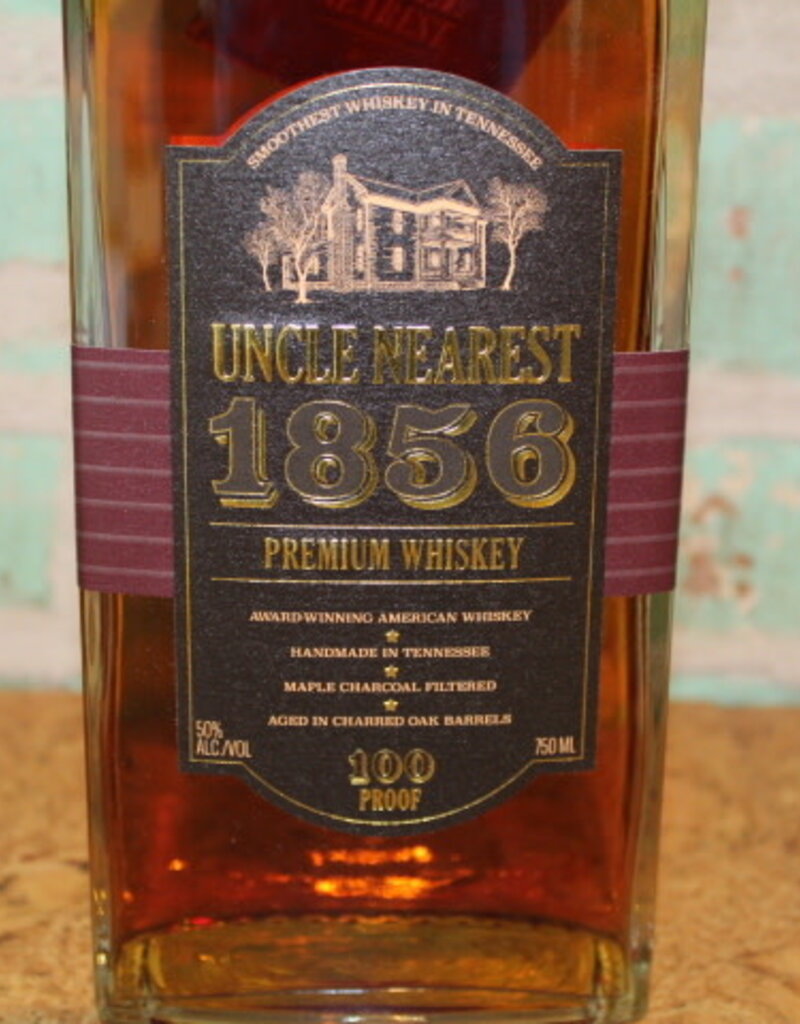 SMOOTHEST WHISKEY IN TENNESSEE
UNCLE NEAREST
1856
PREMIUM WHISKEY
AWARD-WINNING AMERICAN WHISKEY
HANDMADE IN TENNESSEE
MAPLE CHARCOAL FILTERED
AGED IN CHARRED OAK BARRELS
50%
ALC./VOL
750 ML
100
PROOF